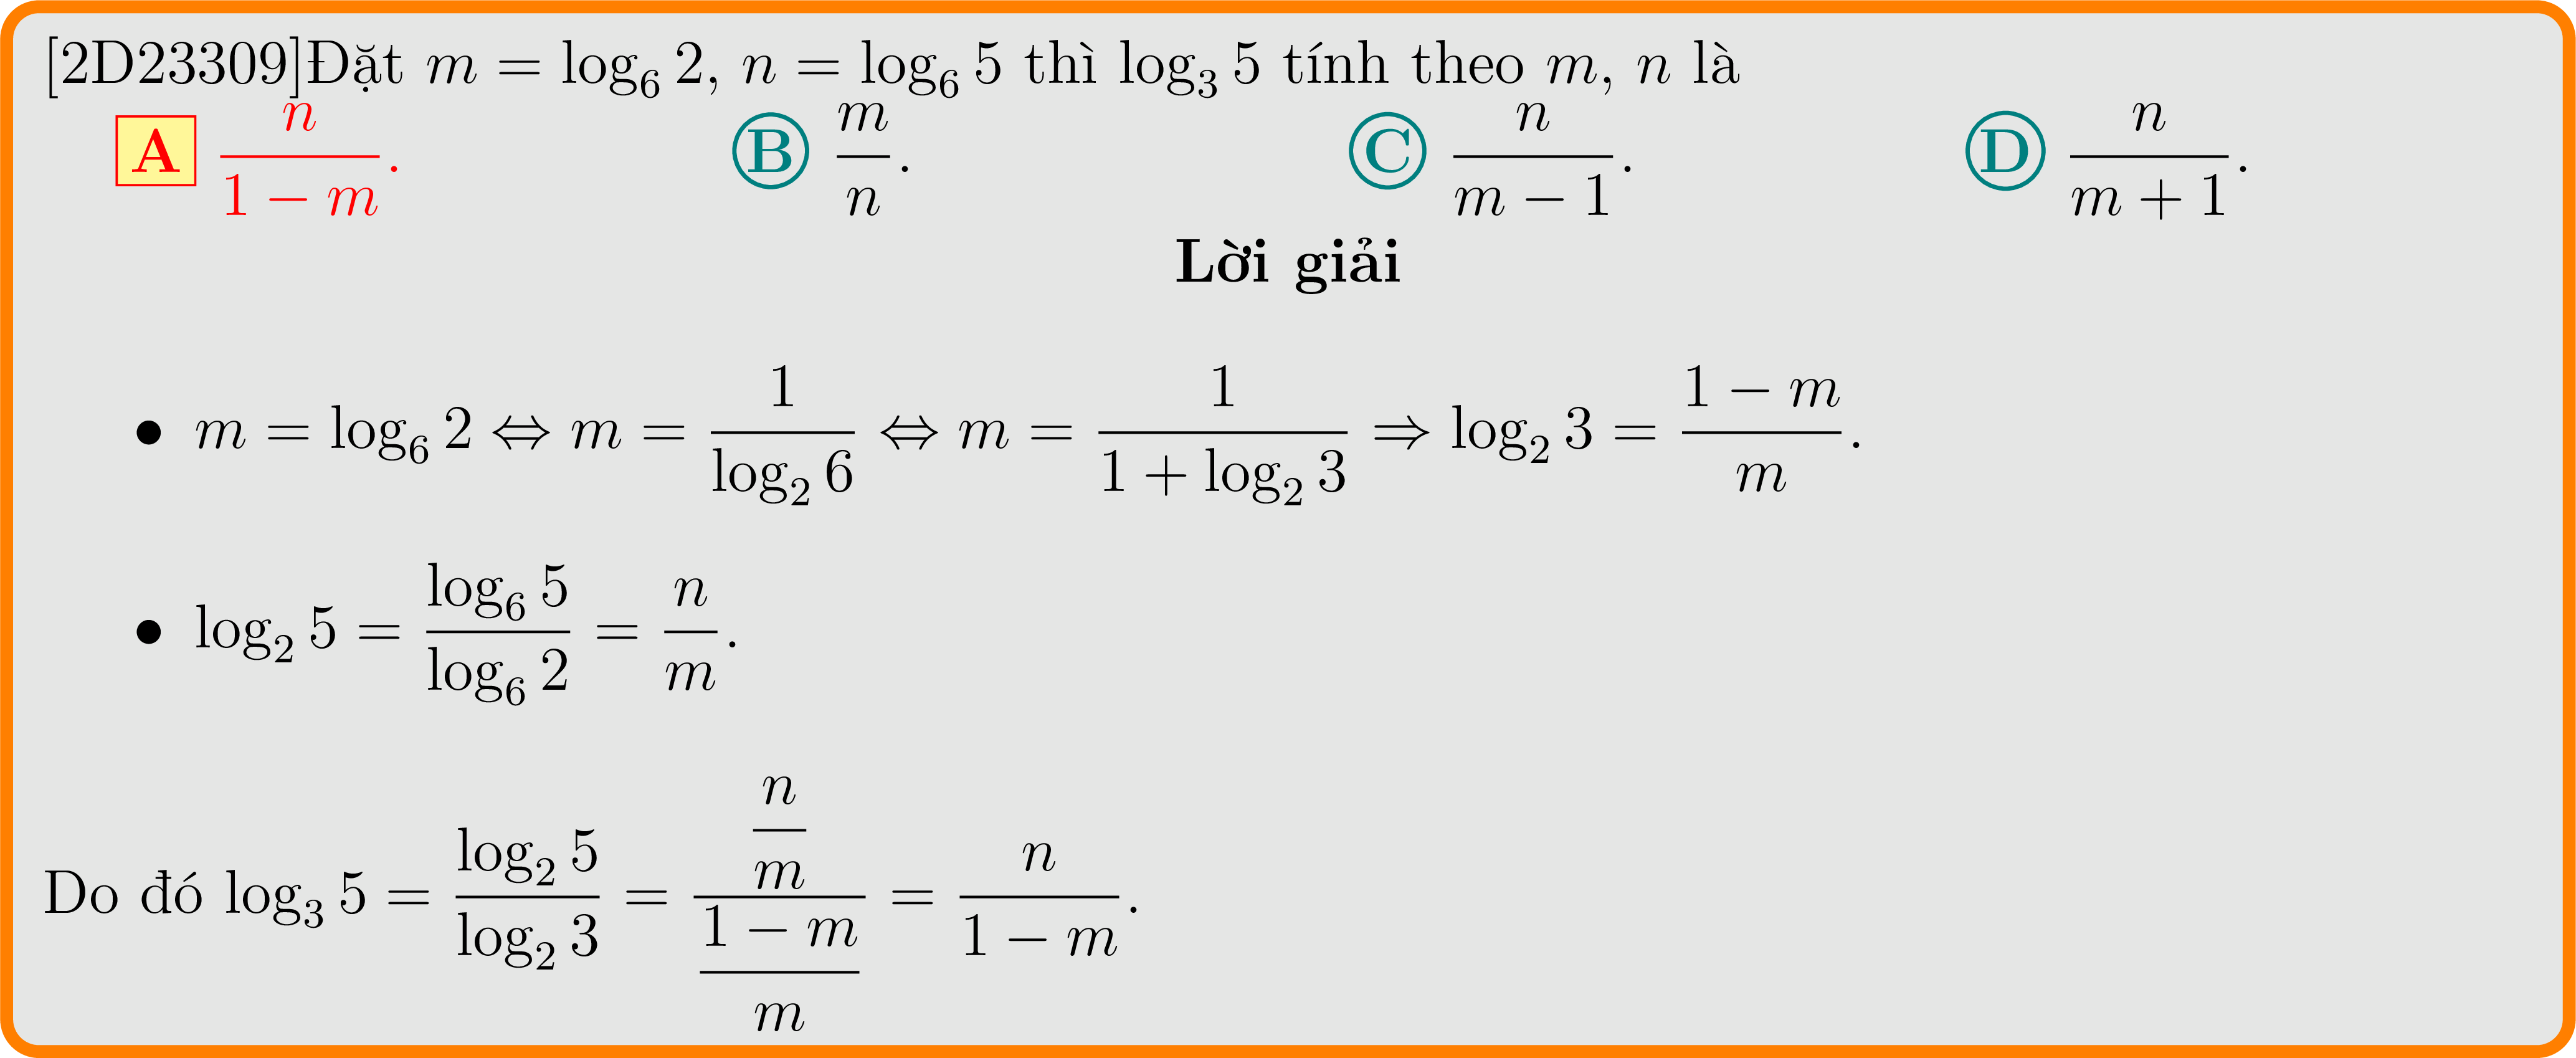 [2D23309]Đặt $m = \log_6 2$, $n = \log_6 5$ thì $\log_3 5$ tính theo $m$, $n$ là
A $\frac{n}{1-m}$. B $\frac{m}{n}$. C $\frac{n}{m-1}$. D $\frac{n}{m+1}$.
Lời giải
• $m = \log_6 2 \Leftrightarrow m = \frac{1}{\log_2 6} \Leftrightarrow m = \frac{1}{1+\log_2 3} \Rightarrow \log_2 3 = \frac{1-m}{m}$.
• $\log_2 5 = \frac{\log_6 5}{\log_6 2} = \frac{n}{m}$.
Do đó $\log_3 5 = \frac{\log_2 5}{\log_2 3} = \frac{\frac{n}{m}}{\frac{1-m}{m}} = \frac{n}{1-m}$.